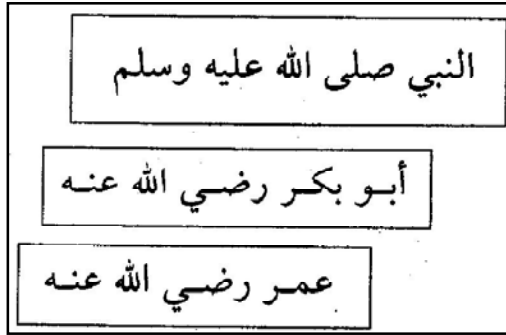 النبي صلى الله عليه وسلم
أبو بكر رضي الله عنه
عمر رضي الله عنه